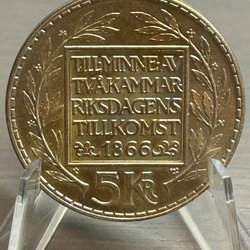 TILL·MINNE·AV
TVÅKAMMAR
RIKSDAGENS
TILLKOMST
1866
5 KR